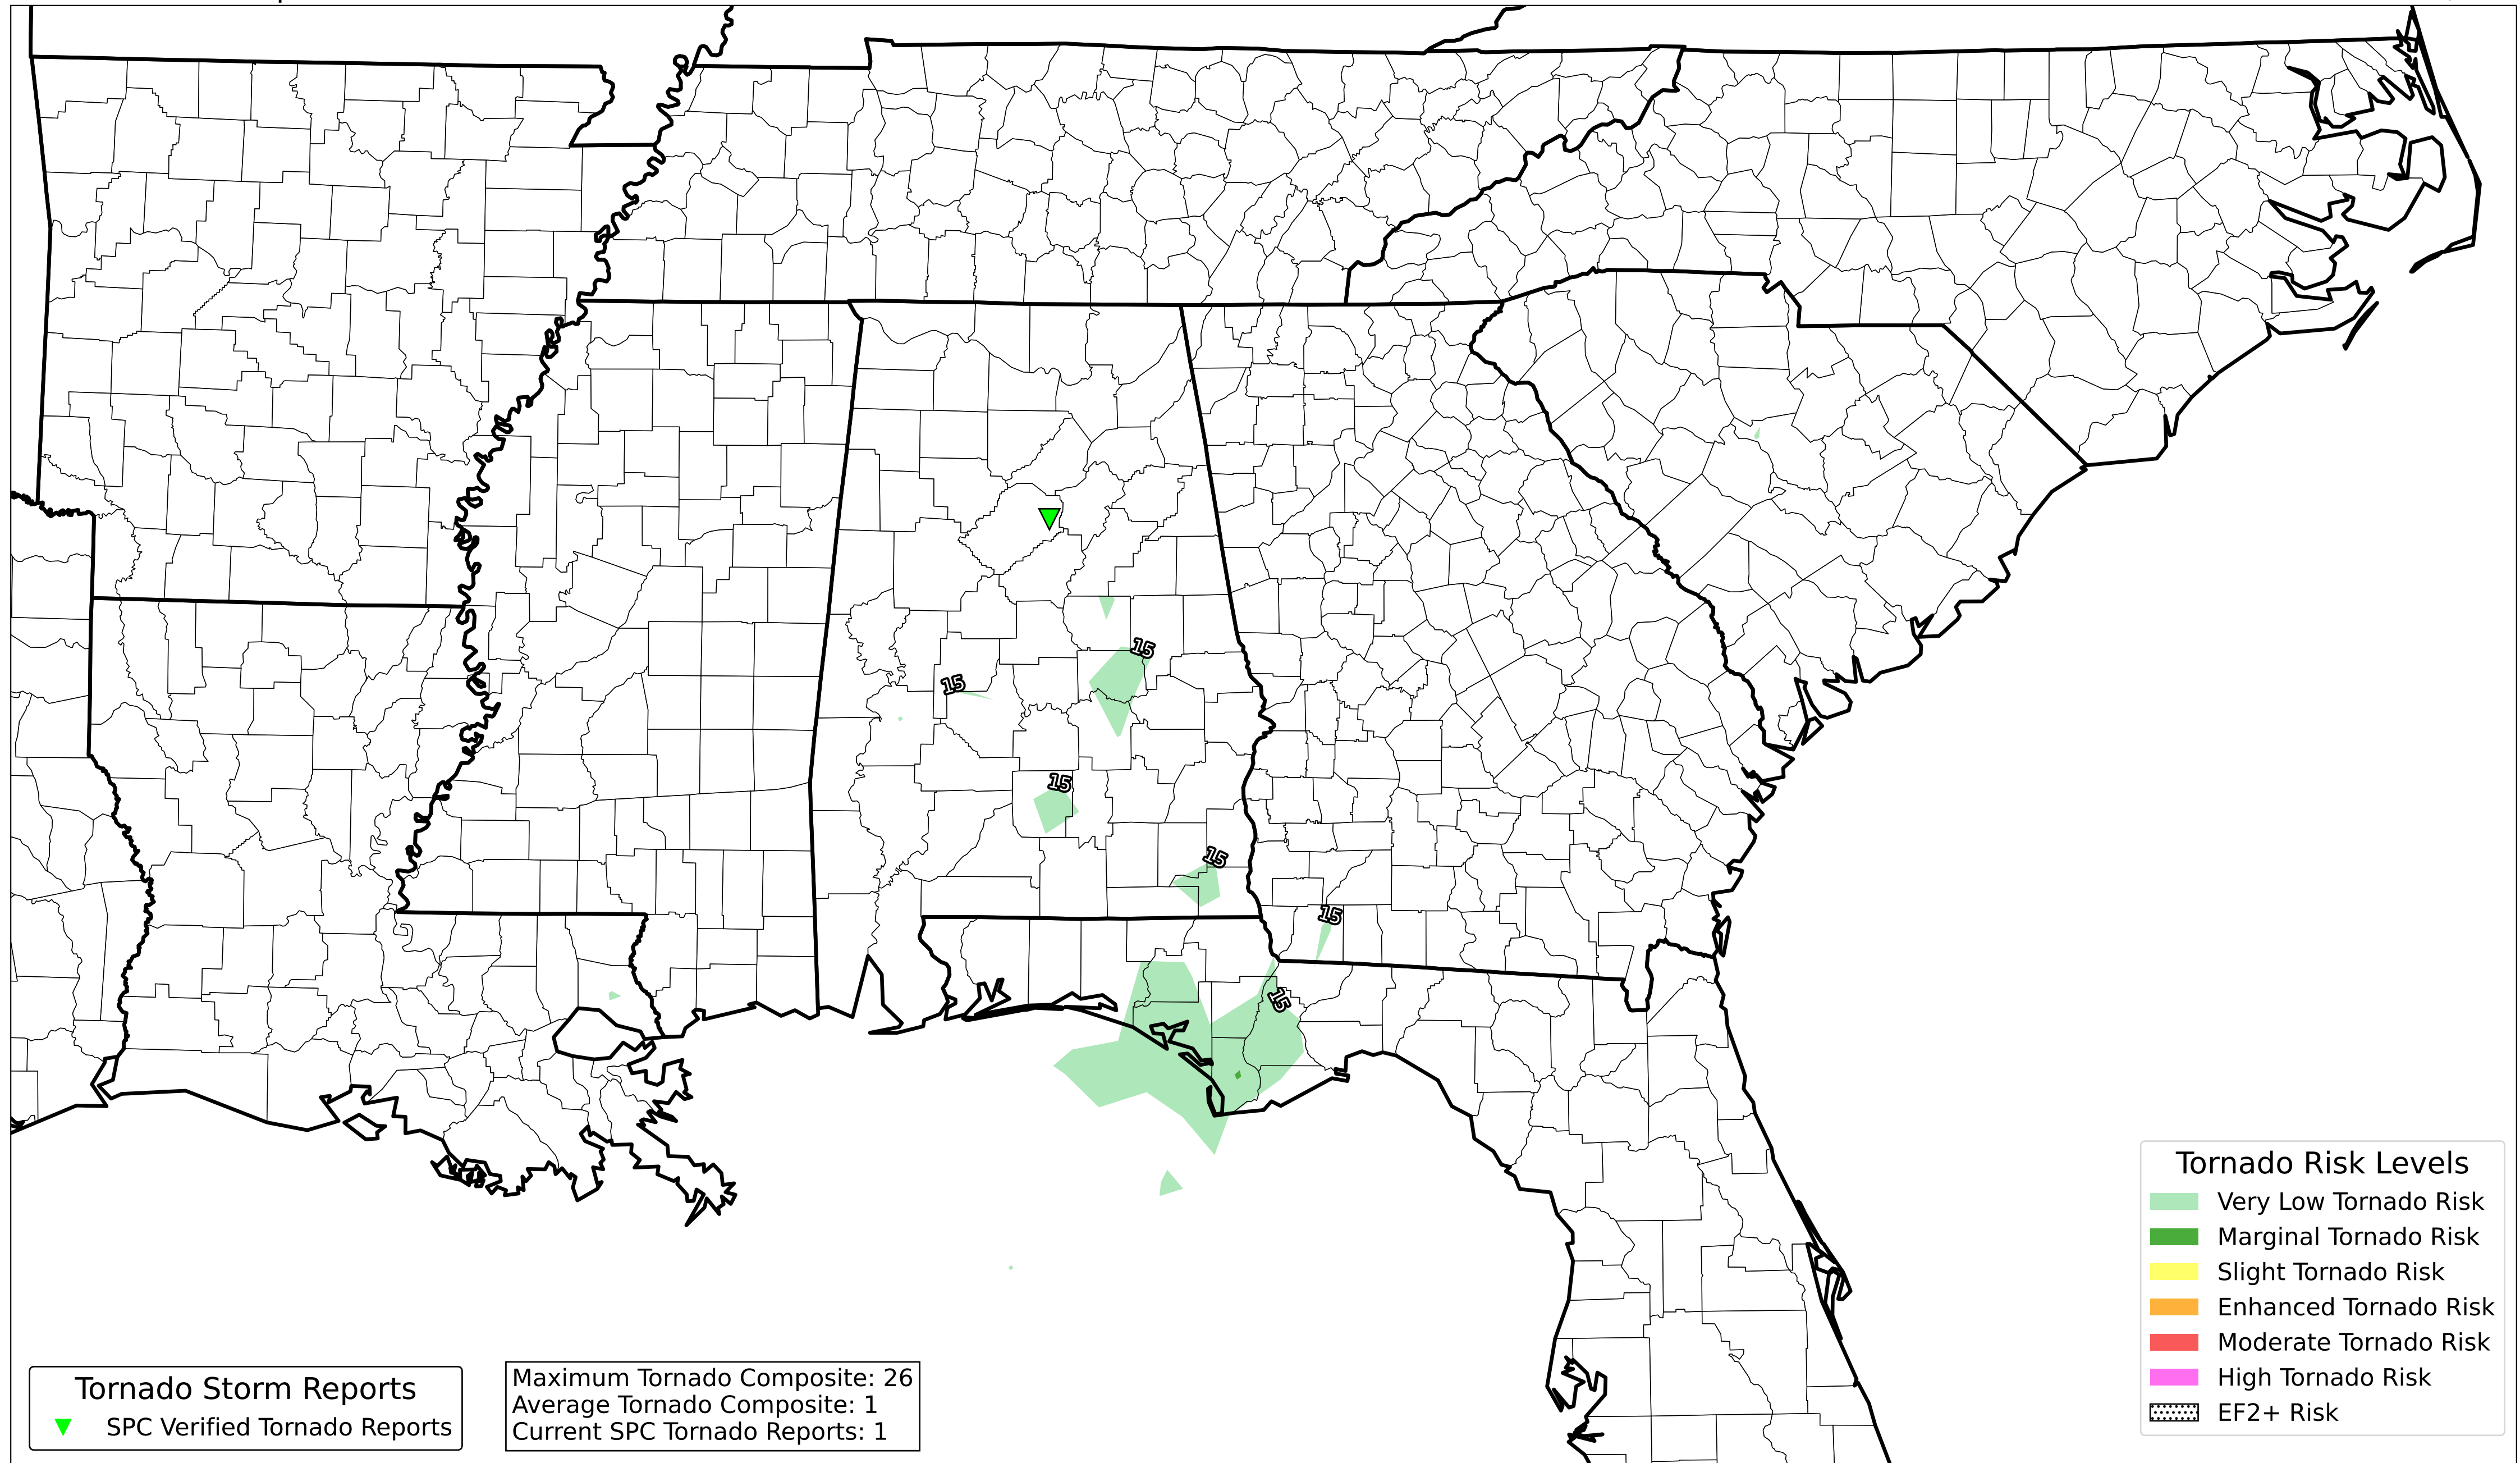 15
15
15
15
15
15
Tornado Risk Levels
Very Low Tornado Risk
Marginal Tornado Risk
Slight Tornado Risk
Enhanced Tornado Risk
Moderate Tornado Risk
High Tornado Risk
EF2+ Risk
Tornado Storm Reports
SPC Verified Tornado Reports
Maximum Tornado Composite: 26
Average Tornado Composite: 1
Current SPC Tornado Reports: 1